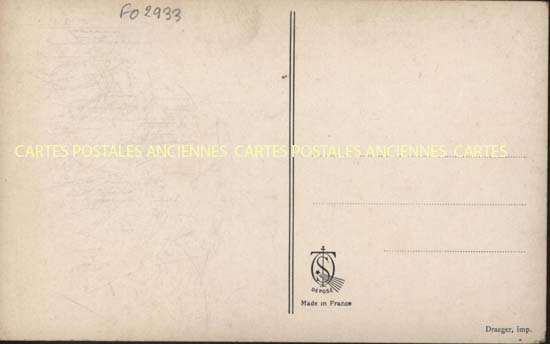 FO 2933
CARTES POSTALES ANCIENNES CARTES POSTALES ANCIENNES CARTES
DÉPOSÉ
Made in France
Draeger, imp.